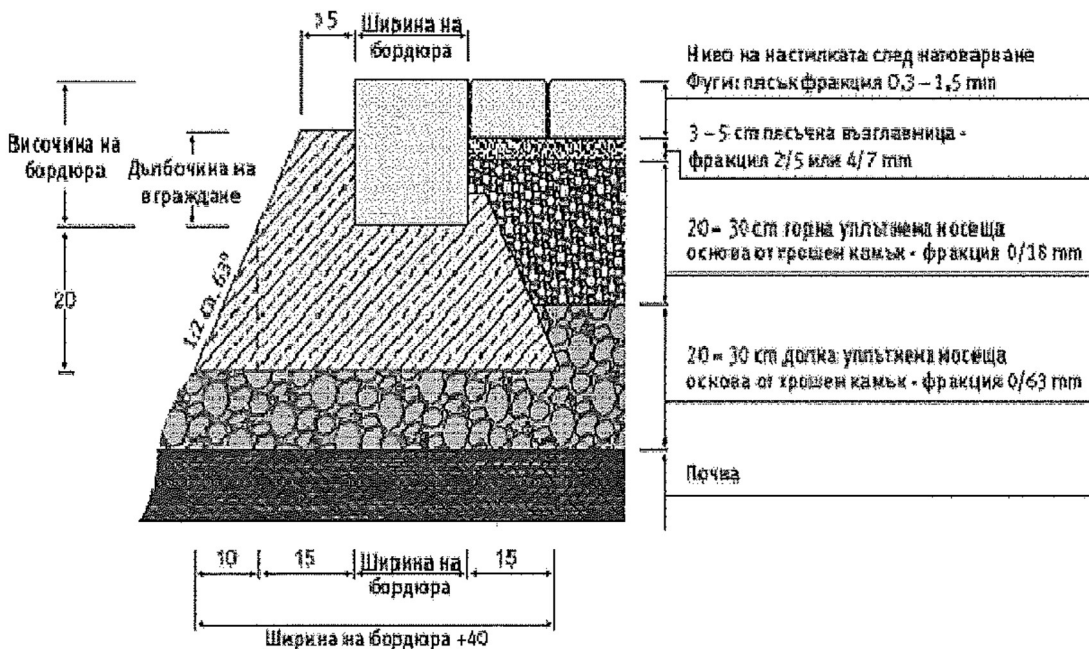 15
Ширина на
бордюра
Ниво на настилката след натоварване
Фуги: пясък фракция 0,3 – 1,5 mm
Височина на
бордюра
Дълбочина на
вграждане
3 – 5 cm пясъчна възглавница -
фракция 2/5 или 4/7 mm
20 – 30 cm горна уплътнена носеща
основа от трошен камък - фракция 0/18 mm
20
1:2 ca. 63°
20 – 30 cm долна уплътнена носеща
основа от трошен камък - фракция 0/63 mm
Почва
10
15
Ширина на
бордюра
15
Ширина на бордюра +40